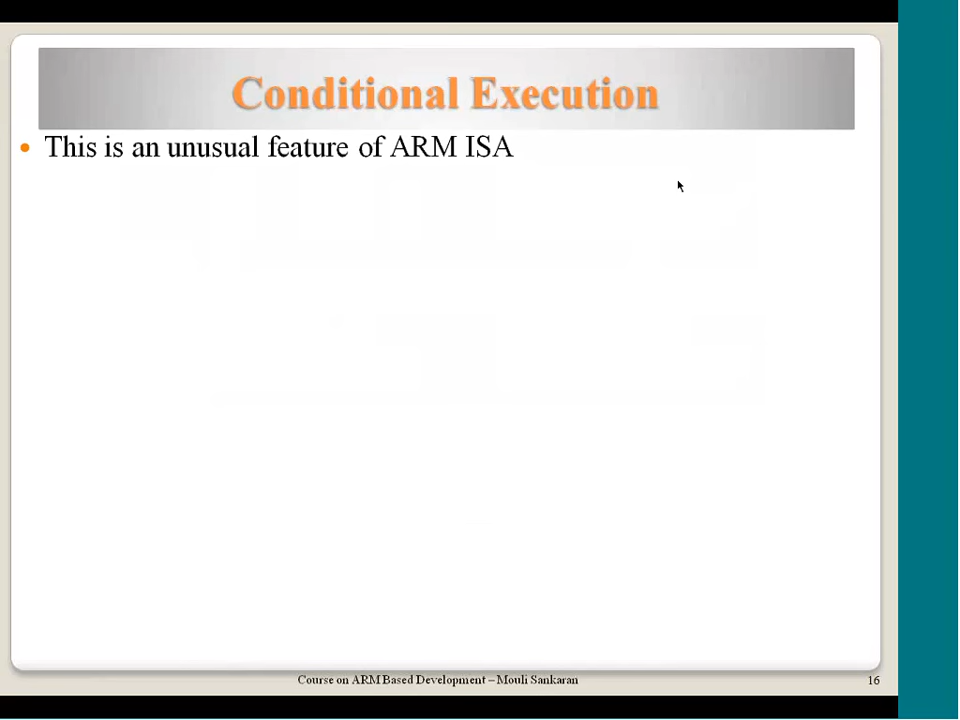 Conditional Execution
• This is an unusual feature of ARM ISA
Course on ARM Based Development – Mouli Sankaran
16